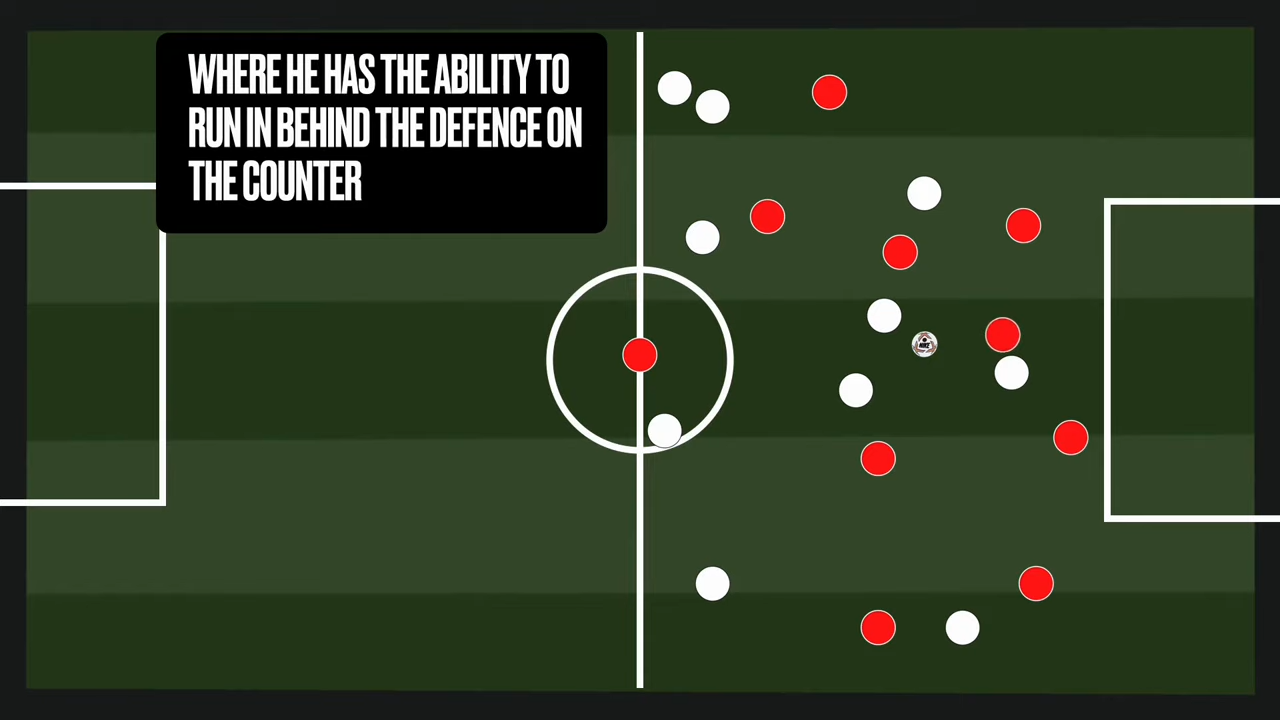 WHERE HE HAS THE ABILITY TO
RUN IN BEHIND THE DEFENCE ON
THE COUNTER